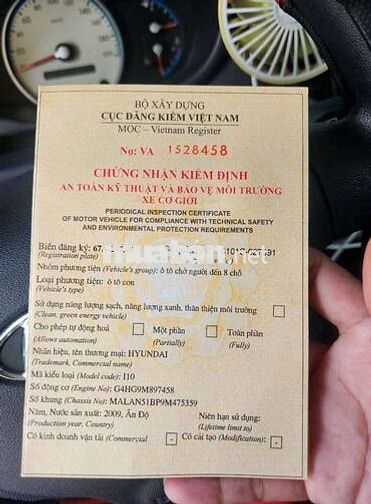 BỘ XÂY DỰNG
CỤC ĐĂNG KIỂM VIỆT NAM
MOC – Vietnam Register
No: VA 1528458
CHỨNG NHẬN KIỂM ĐỊNH
AN TOÀN KỸ THUẬT VÀ BẢO VỆ MÔI TRƯỜNG
XE CƠ GIỚI
PERIODICAL INSPECTION CERTIFICATE
OF MOTOR VEHICLE FOR COMPLIANCE WITH TECHNICAL SAFETY
AND ENVIRONMENTAL PROTECTION REQUIREMENTS
Biển đăng ký:
(Registration plate)
muaban.net
Nhóm phương tiện (Vehicle's group): ô tô chở người đến 8 chỗ
Loại phương tiện: ô tô con
(Vehicle's type)
Sử dụng năng lượng sạch, năng lượng xanh, thân thiện môi trường
(Clean, green energy vehicle)
Cho phép tự động hoá Một phần Toàn phần
(Allows automation) (Partially) (Fully)
Nhãn hiệu, tên thương mại: HYUNDAI
(Trademark, Commercial name)
Mã kiểu loại (Model code): I10
Số động cơ (Engine No): G4HG9M897458
Số khung (Chassis No): MALAN51BP9M475359
Năm, Nước sản xuất: 2009, Ấn Độ Niên hạn sử dụng:
(Production year, Country) (Lifetime limit to)
Có kinh doanh vận tải (Commercial - Có cải tạo (Modification): -